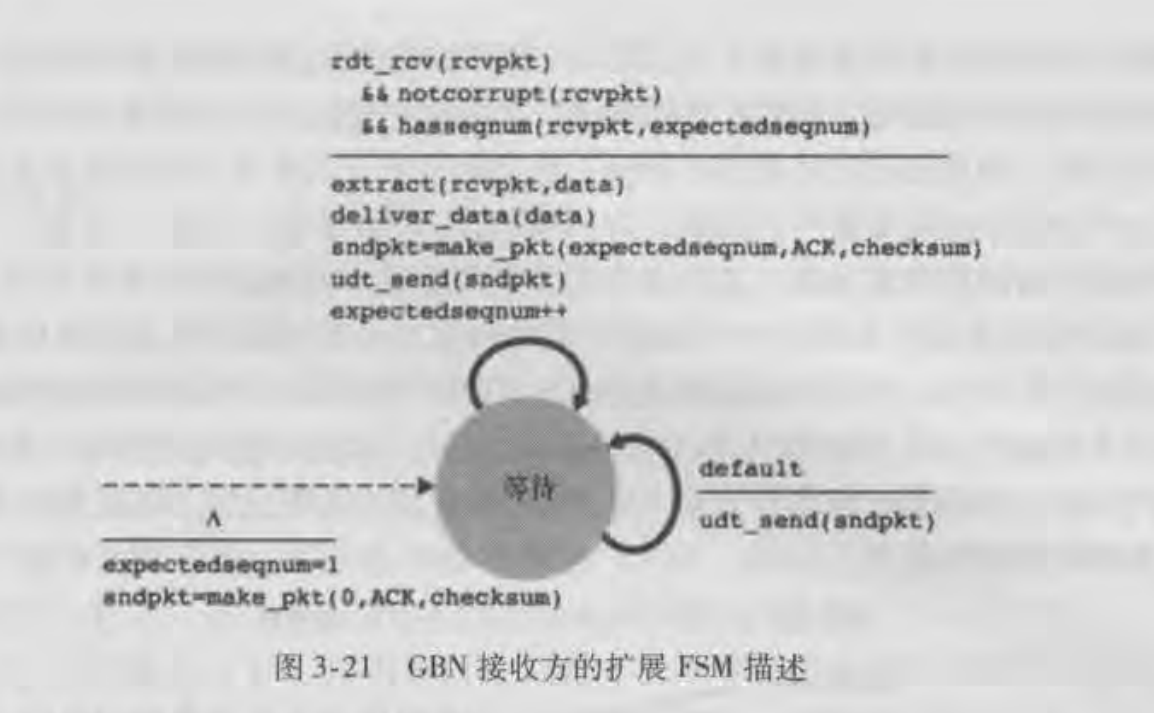 rdt_rcv(rcvpkt)
&& notcorrupt(rcvpkt)
&& hasseqnum(rcvpkt,expectedseqnum)
extract(rcvpkt,data)
deliver_data(data)
sndpkt=make_pkt(expectedseqnum,ACK,checksum)
udt_send(sndpkt)
expectedseqnum++
等待
default
udt_send(sndpkt)
Λ
expectedseqnum=1
sndpkt=make_pkt(0,ACK,checksum)
图 3-21 GBN 接收方的扩展 FSM 描述